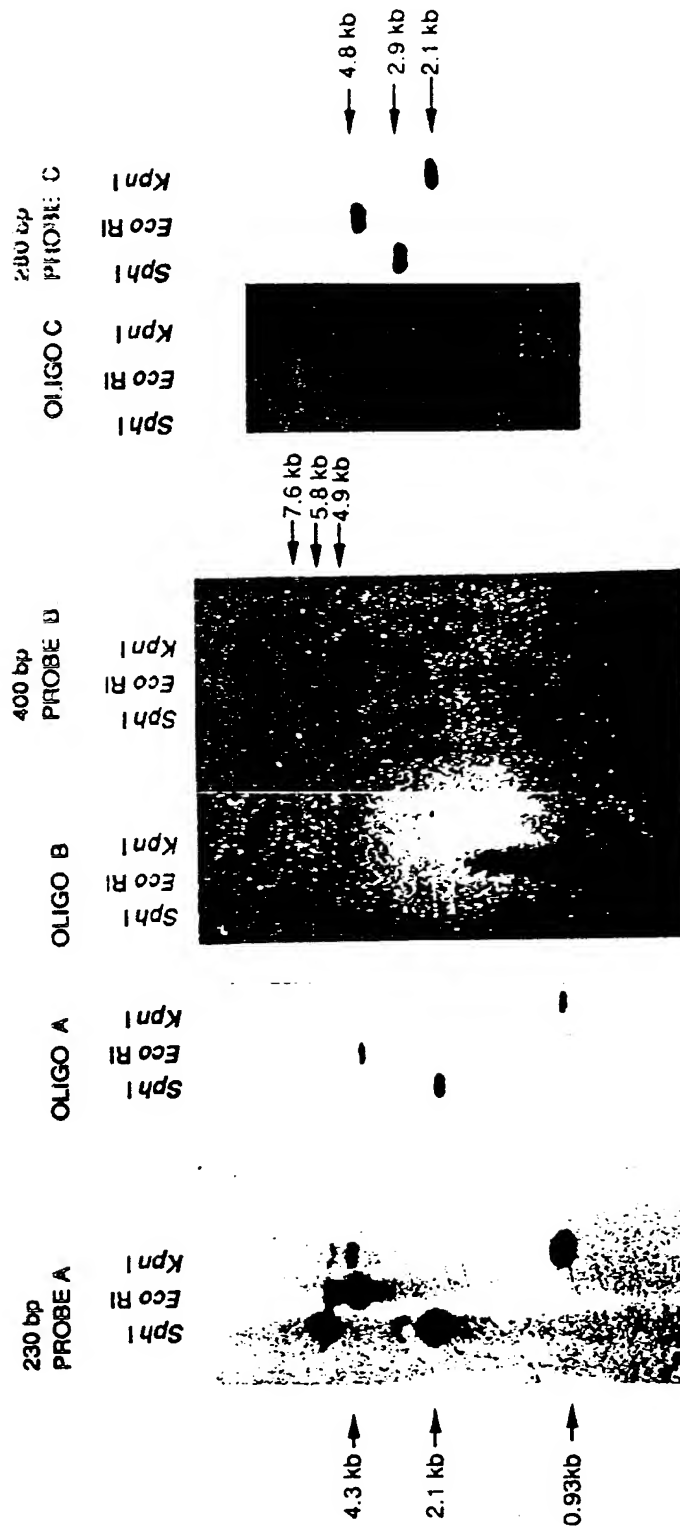 230 bp
PROBE A
Sph I
Eco RI
Kpn I
4.3 kb
2.1 kb
0.93kb
OLIGO A
Sph I
Eco RI
Kpn I
OLIGO B
Sph I
Eco RI
Kpn I
400 bp
PROBE B
Sph I
Eco RI
Kpn I
7.6 kb
5.8 kb
4.9 kb
OLIGO C
Sph I
Eco RI
Kpn I
280 bp
PROBE C
Sph I
Eco RI
Kpn I
4.8 kb
2.9 kb
2.1 kb